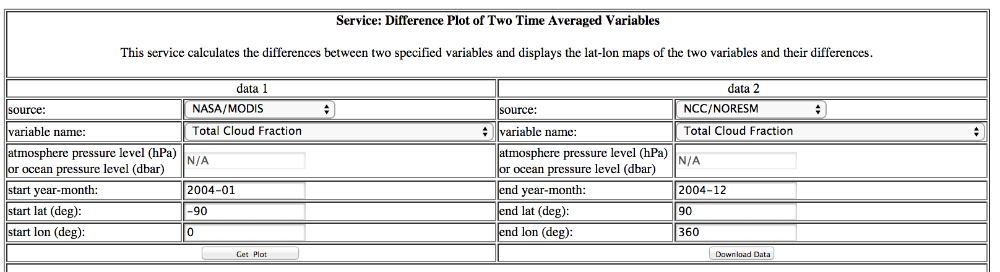 Service: Difference Plot of Two Time Averaged Variables
This service calculates the differences between two specified variables and displays the lat-lon maps of the two variables and their differences.
data 1 data 2
source: NASA/MODIS source: NCC/NORESM
variable name: Total Cloud Fraction variable name: Total Cloud Fraction
atmosphere pressure level (hPa) atmosphere pressure level (hPa)
N/A N/A
or ocean pressure level (dbar) or ocean pressure level (dbar)
start year-month: 2004-01 end year-month: 2004-12
start lat (deg): -90 end lat (deg): 90
start lon (deg): 0 end lon (deg): 360
Get Plot Download Data